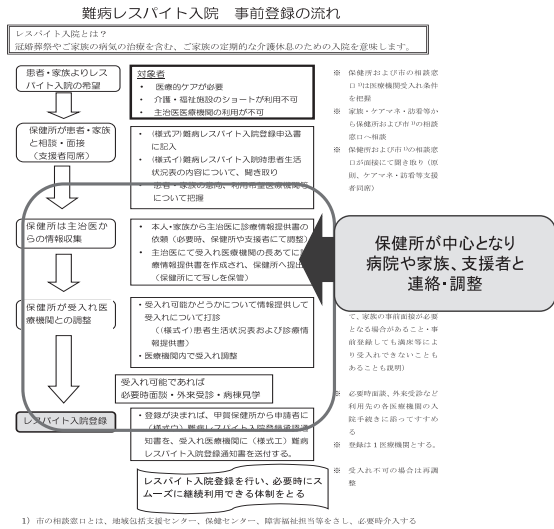 難病レスパイト入院 事前登録の流れ
レスパイト入院とは?
冠婚葬祭やご家族の病気の治療を含む、ご家族の定期的な介護休息のための入院を意味します。
患者・家族よりレ
スパイト入院の希望
対象者
・ 医療的ケアが必要
・ 介護・福祉施設のショートが利用不可
・ 主治医医療機関の利用が不可
保健所が患者・家族
と相談・面接
(支援者同席)
・ (様式ア)難病レスパイト入院登録申込書
に記入
・ (様式イ)難病レスパイト入院時患者生活
状況表の内容について、聞き取り
・ 患者・家族の意向、利用希望医療機関等
について把握
保健所は主治医か
らの情報収集
・ 本人・家族から主治医に診療情報提供書の
依頼(必要時、保健所や支援者にて調整)
・ 主治医にて受入れ医療機関の長あてに診
療情報提供書を作成され、保健所へ提出
(保健所にて写しを保管)
保健所が受入れ医
療機関との調整
・受入れ可能かどうかについて情報提供して
受入れについて打診
((様式イ)患者生活状況表および診療情
報提供書)
・医療機関内で受入れ調整
受入れ可能であれば
必要時面談・外来受診・病棟見学
レスパイト入院登録
・登録が決まれば、甲賀保健所から申請者に
(様式ウ)難病レスパイト入院登録承認通
知書を、受入れ医療機関に(様式エ)難病
レスパイト入院登録通知書を送付する。
レスパイト入院登録を行い、必要時にス
ムーズに継続利用できる体制をとる
※ 保健所および市の相談窓
口1)は医療機関受入れ条件
を把握
※ 家族・ケアマネ・訪看等か
ら保健所および市1)の相談
窓口へ相談
※ 保健所および市1)の相談窓
口が面接にて聞き取り(原
則、ケアマネ・訪看等支援
者同席)
保健所が中心となり
病院や家族、支援者と
連絡・調整
て、家族の事前面接が必要
となる場合があること・事
前登録しても満床等によ
り受入れできないことも
あることも説明)
※ 必要時面談、外来受診など
利用先の各医療機関の入
院手続きに添ってすすめ
る
※ 登録は1医療機関とする。
※ 受入れ不可の場合は再調
整
1) 市の相談窓口とは、地域包括支援センター、保健センター、障害福祉担当等をさし、必要時介入する